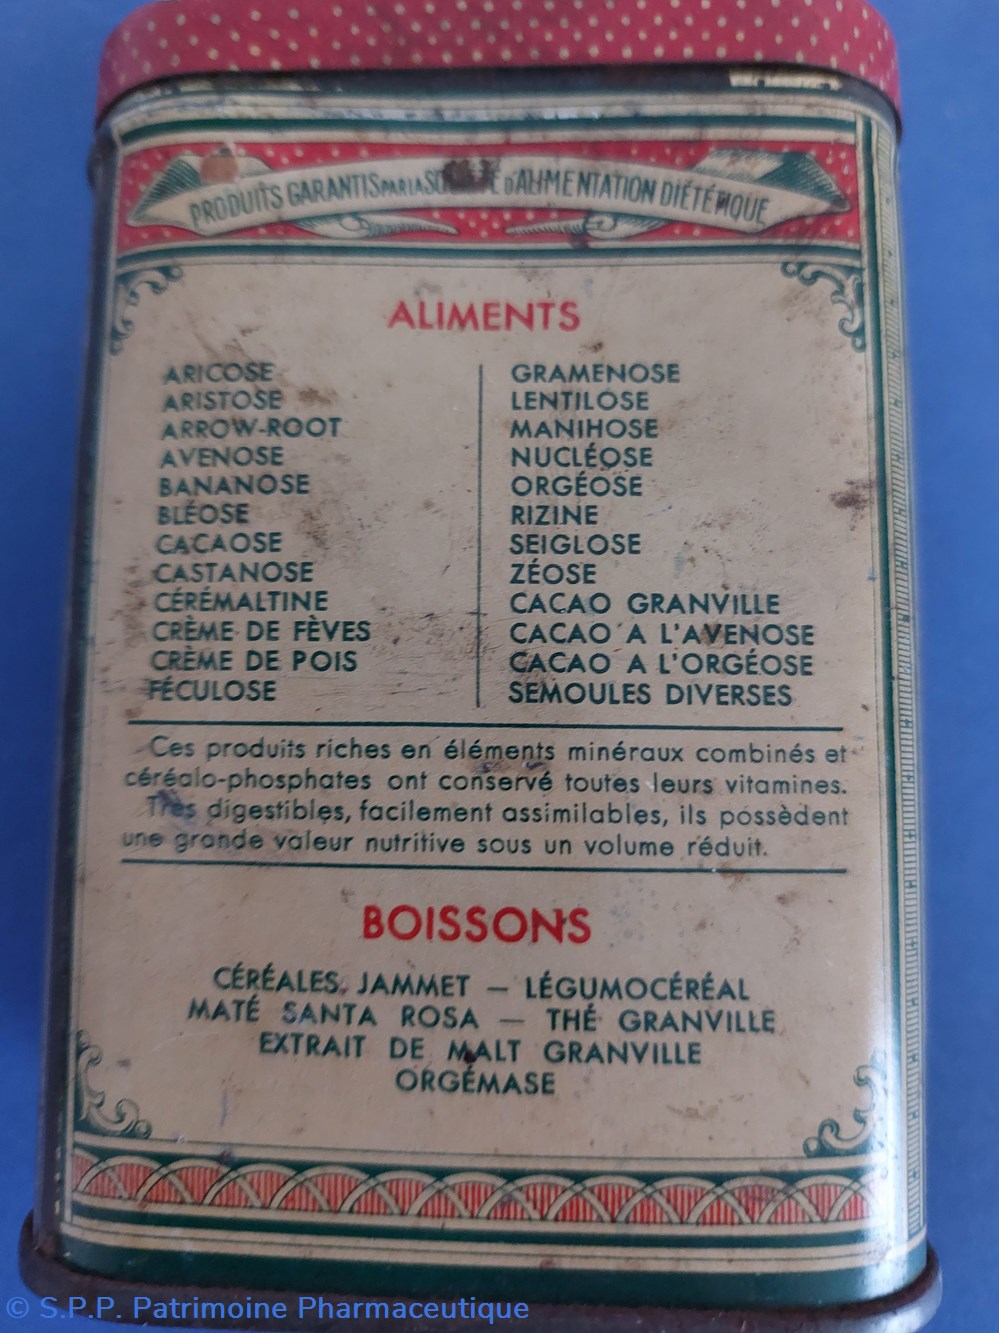 PRODUITS GARANTIS PAR LA SOCIÉTÉ D'ALIMENTATION DIÉTÉTIQUE
ALIMENTS
ARICOSE
ARISTOSE
ARROW-ROOT
AVENOSE
BANANOSE
BLÉOSE
CACAOSE
CASTANOSE
CÉRÉMALTINE
CRÈME DE FÈVES
CRÈME DE POIS
FÉCULOSE
GRAMENOSE
LENTILOSE
MANIHOSE
NUCLÉOSE
ORGÉOSE
RIZINE
SEIGLOSE
ZÉOSE
CACAO GRANVILLE
CACAO A L'AVENOSE
CACAO A L'ORGÉOSE
SEMOULES DIVERSES
Ces produits riches en éléments minéraux combinés et
céréalo-phosphates ont conservé toutes leurs vitamines.
Très digestibles, facilement assimilables, ils possèdent
une grande valeur nutritive sous un volume réduit.
BOISSONS
CÉRÉALES JAMMET — LÉGUMOCÉRÉAL
MATÉ SANTA ROSA — THÉ GRANVILLE
EXTRAIT DE MALT GRANVILLE
ORGÉMASE
© S.P.P. Patrimoine Pharmaceutique